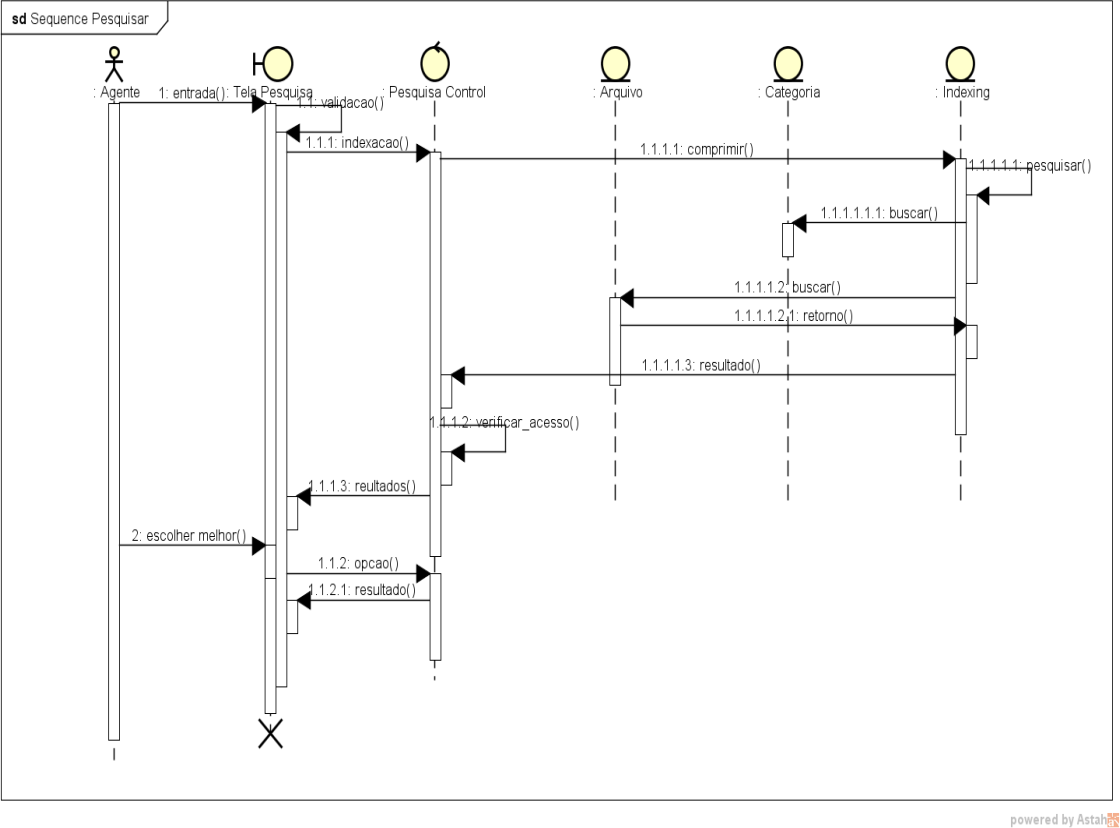 sd Sequence Pesquisar
: Agente
: Tela Pesquisa
: Pesquisa Control
: Arquivo
: Categoria
: Indexing
1: entrada()
1.1: validacao()
1.1.1: indexacao()
1.1.1.1: comprimir()
1.1.1.1.1: pesquisar()
1.1.1.1.1.1: buscar()
1.1.1.1.2: buscar()
1.1.1.1.2.1: retorno()
1.1.1.1.3: resultado()
1.1.1.2: verificar_acesso()
1.1.1.3: reultados()
2: escolher melhor()
1.1.2: opcao()
1.1.2.1: resultado()
powered by Astah